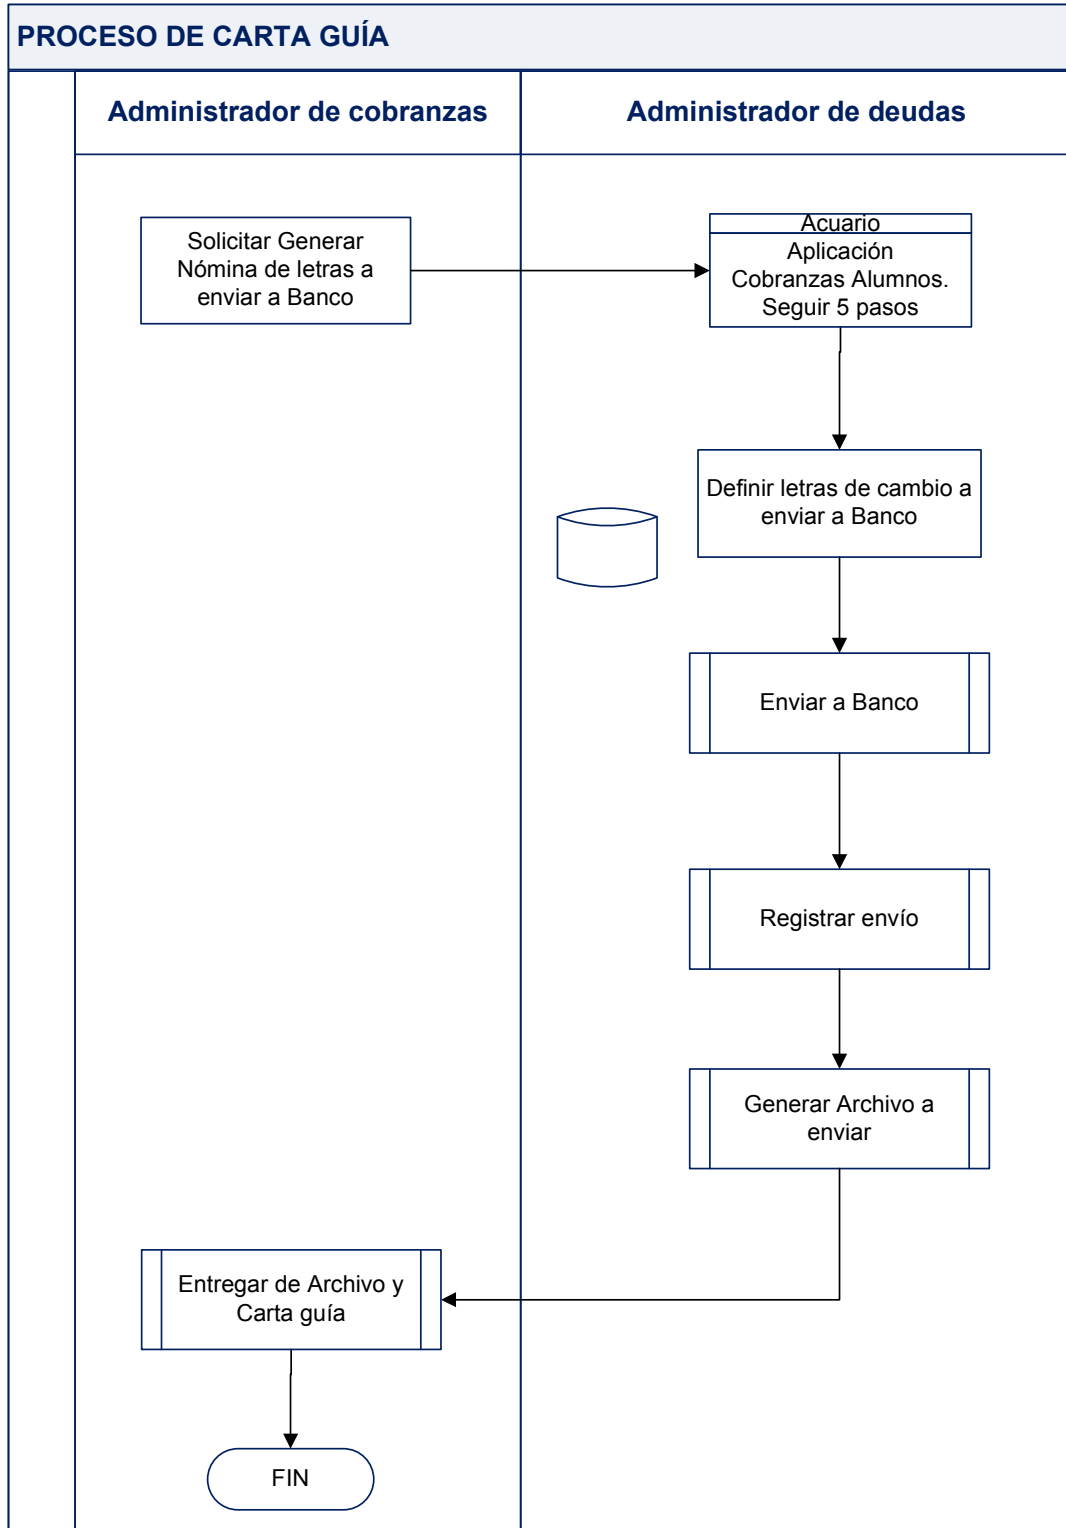 PROCESO DE CARTA GUÍA
Administrador de cobranzas
Administrador de deudas
Solicitar Generar
Nómina de letras a
enviar a Banco
Acuario
Aplicación
Cobranzas Alumnos.
Seguir 5 pasos
Definir letras de cambio a
enviar a Banco
Enviar a Banco
Registrar envío
Generar Archivo a
enviar
Entregar de Archivo y
Carta guía
FIN